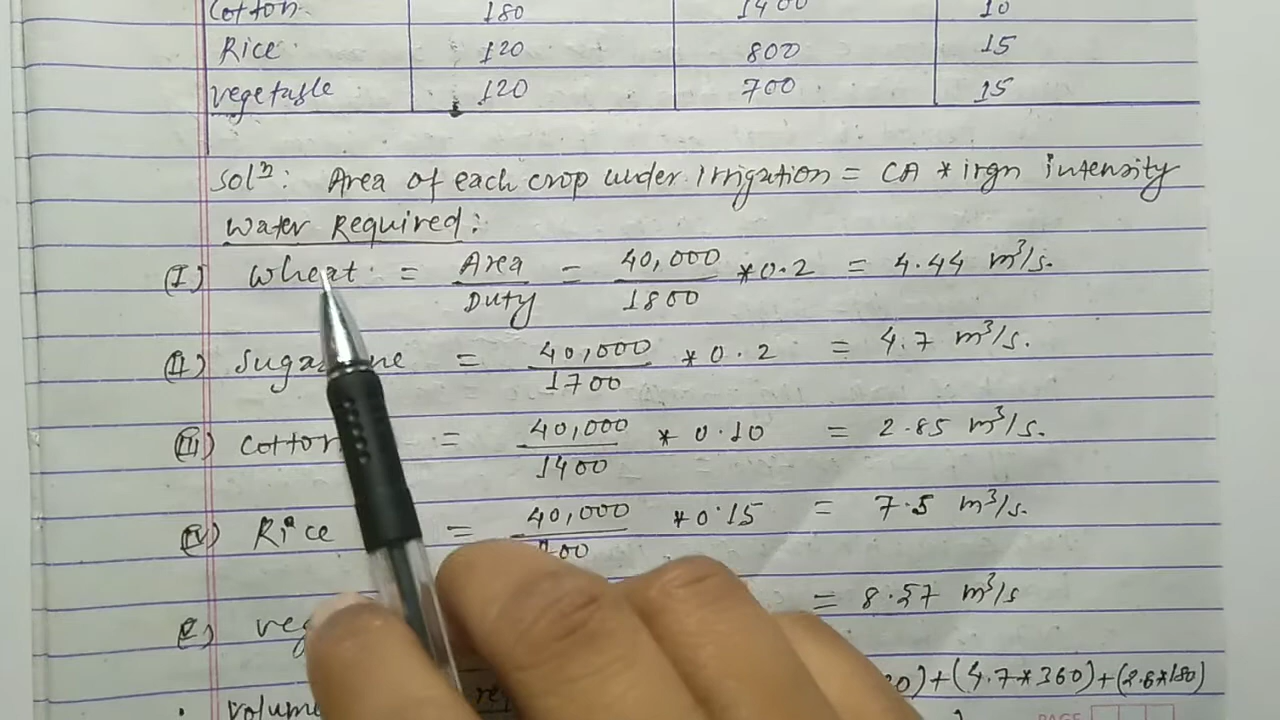 Cotton 180 1400 10
Rice 120 800 15
vegetable 120 700 15
Solⁿ: Area of each crop under irrigation = CA * irgn intensity
Water Required:
(I) Wheat = Area / Duty = 40,000 / 1800 * 0.2 = 4.44 m³/s.
(II) = 40,000 / 1700 * 0.2 = 4.7 m³/s.
(III) = 40,000 / 1400 * 0.10 = 2.85 m³/s.
(IV) Rice = 40,000 * 0.15 = 7.5 m³/s.
= 8.57 m³/s
0)+(4.7*360)+(2.6*180)
PAGE